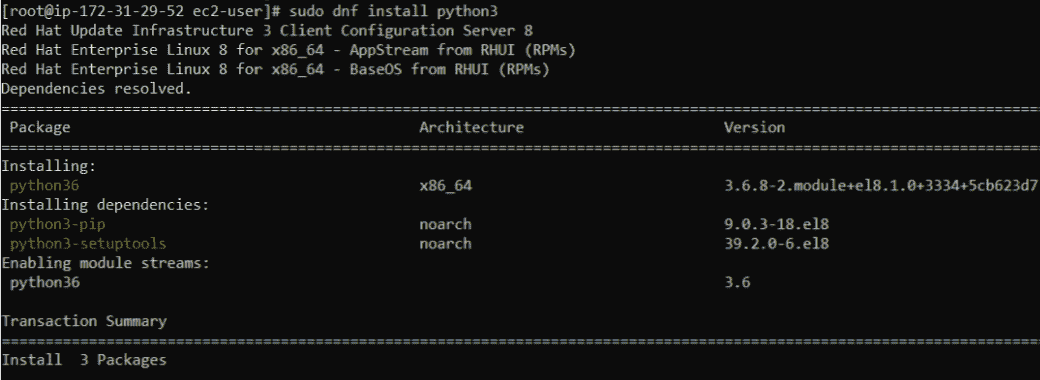 [root@ip-172-31-29-52 ec2-user]# sudo dnf install python3
Red Hat Update Infrastructure 3 Client Configuration Server 8
Red Hat Enterprise Linux 8 for x86_64 - AppStream from RHUI (RPMs)
Red Hat Enterprise Linux 8 for x86_64 - BaseOS from RHUI (RPMs)
Dependencies resolved.
Package Architecture Version
Installing:
python36 x86_64 3.6.8-2.module+el8.1.0+3334+5cb623d7
Installing dependencies:
python3-pip noarch 9.0.3-18.el8
python3-setuptools noarch 39.2.0-6.el8
Enabling module streams:
python36 3.6
Transaction Summary
Install 3 Packages